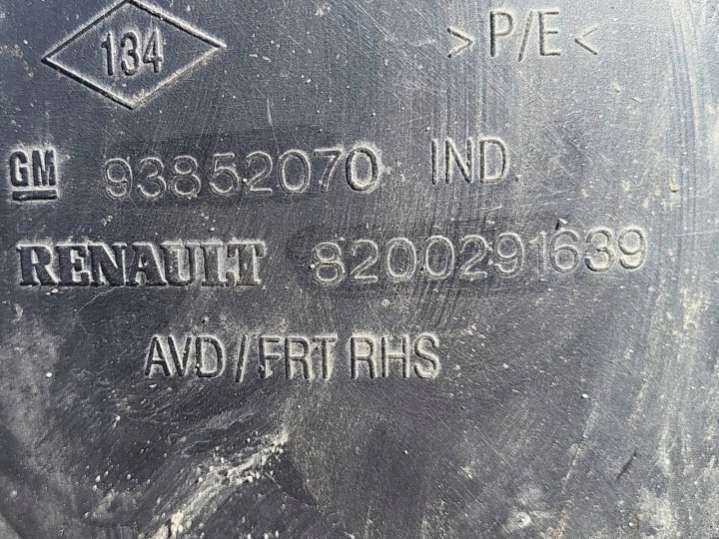 134
>P/E<
GM 93852070 IND.
RENAULT 8200291639
AVD/FRT RHS